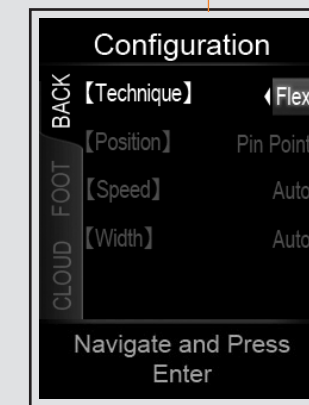 Configuration
BACK
FOOT
CLOUD
【Technique】 Flex
【Position】 Pin Point
【Speed】 Auto
【Width】 Auto
Navigate and Press
Enter